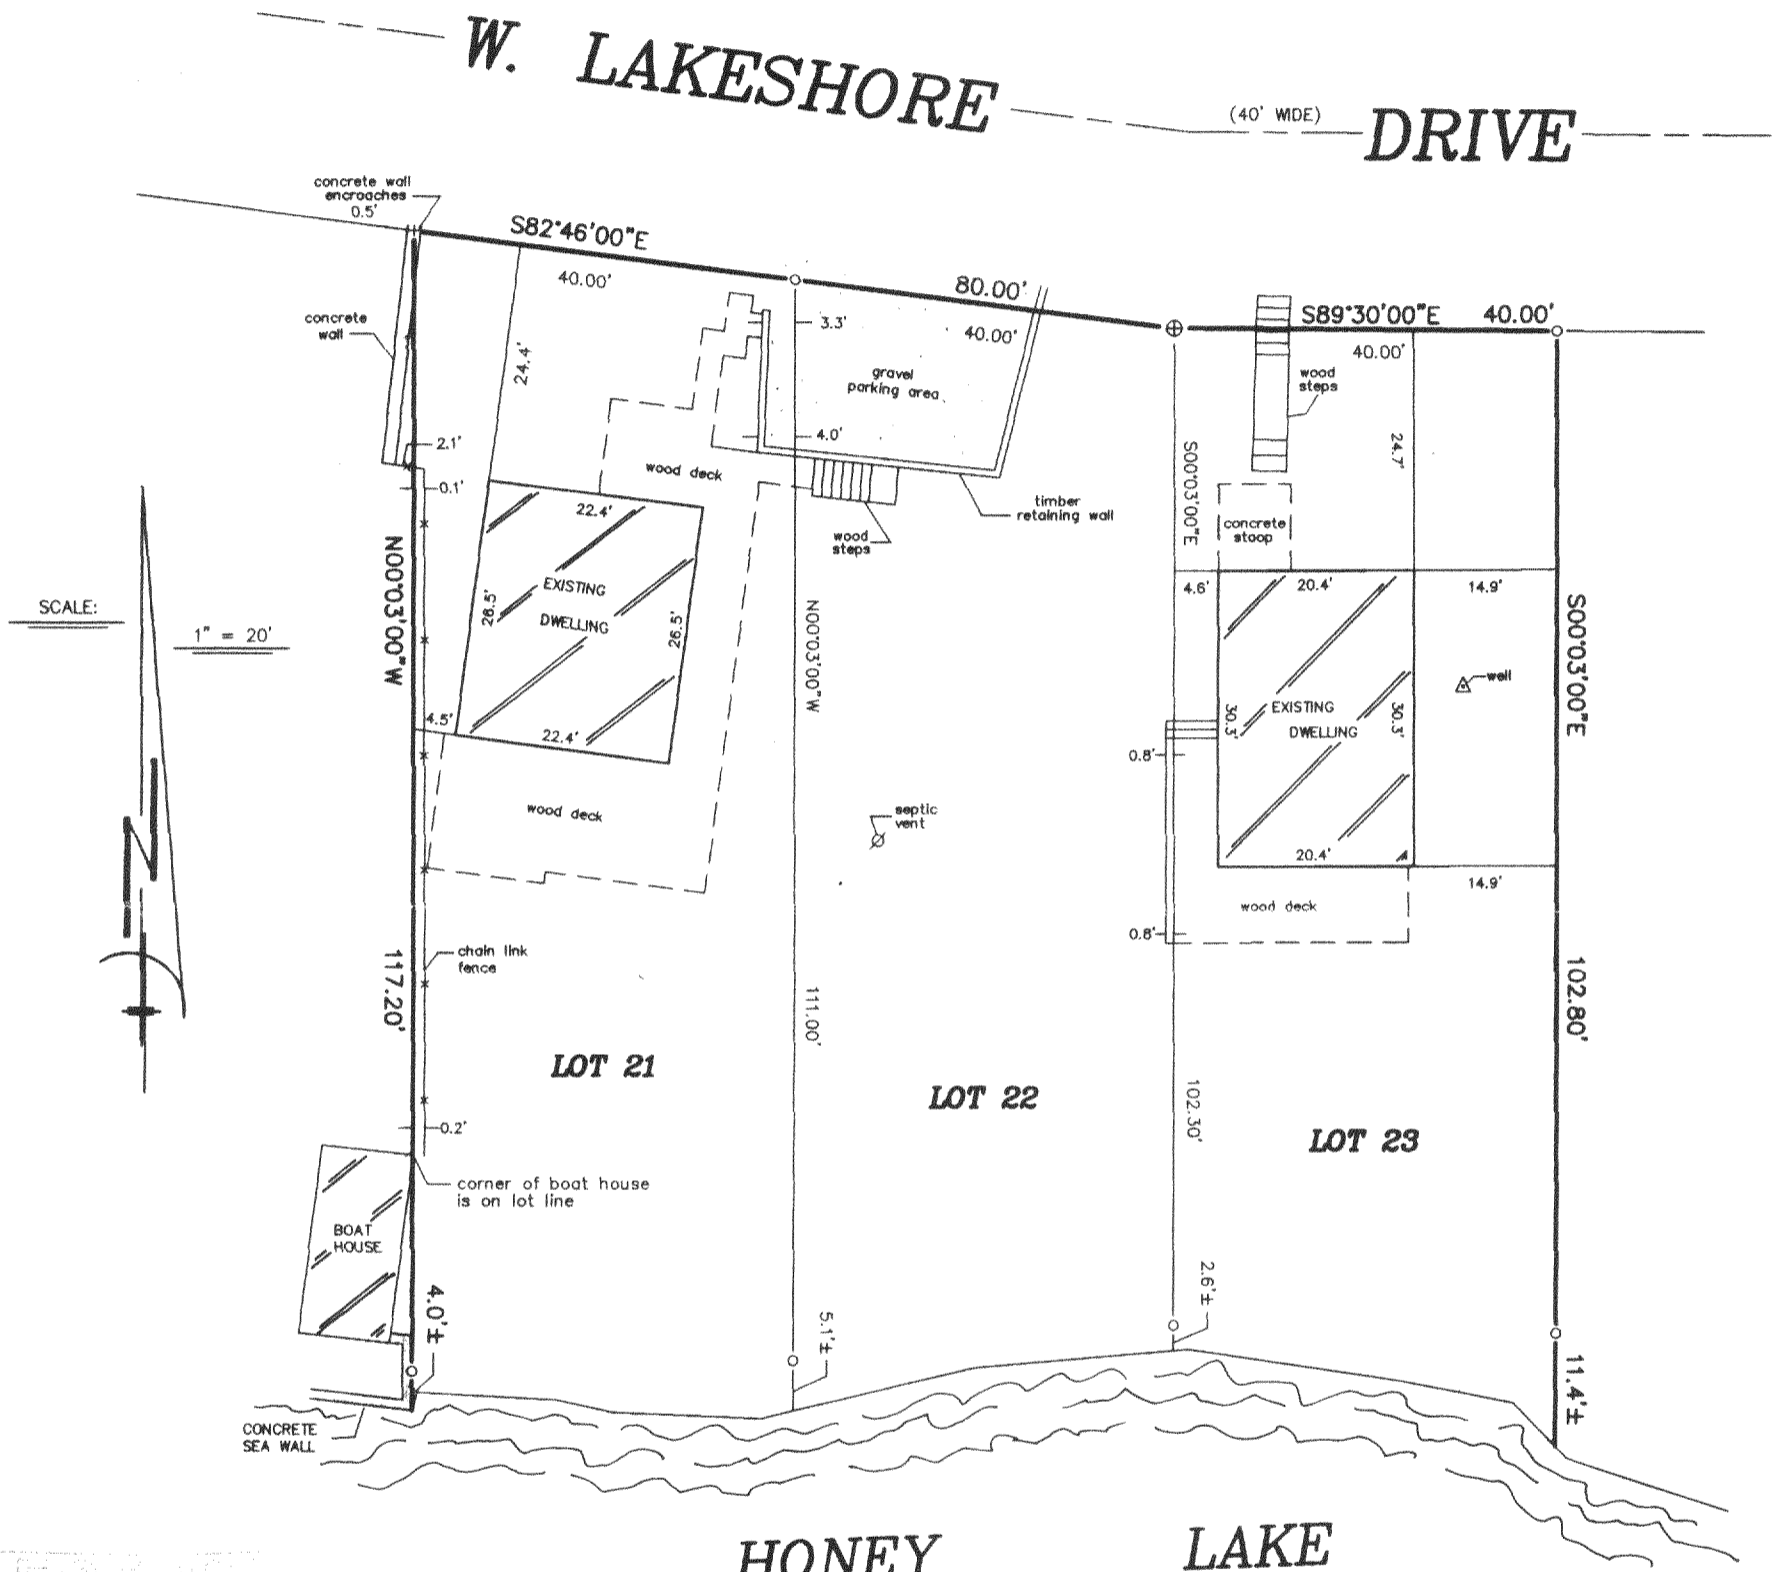 W. LAKESHORE DRIVE
(40' WIDE)
concrete wall
encroaches
0.5'
S82°46'00"E
40.00'
80.00'
40.00'
S89°30'00"E
40.00'
40.00'
concrete
wall
24.4'
3.3'
gravel
parking area
wood
steps
2.1'
4.0'
24.7'
0.1'
wood deck
timber
retaining wall
wood
steps
S00°03'00"E
concrete
stoop
22.4'
EXISTING
DWELLING
26.5'
26.5'
22.4'
4.5'
N00°03'00"W
N00°03'00"W
SCALE:
1" = 20'
N
4.6'
20.4'
14.9'
S00°03'00"E
well
EXISTING
DWELLING
30.3'
30.3'
0.8'
20.4'
14.9'
wood deck
septic
vent
wood deck
0.8'
chain link
fence
117.20'
111.00'
102.80'
LOT 21
LOT 22
102.30'
LOT 23
0.2'
corner of boat house
is on lot line
BOAT
HOUSE
4.0'±
5.1'±
2.6'±
11.4'±
CONCRETE
SEA WALL
HONEY LAKE